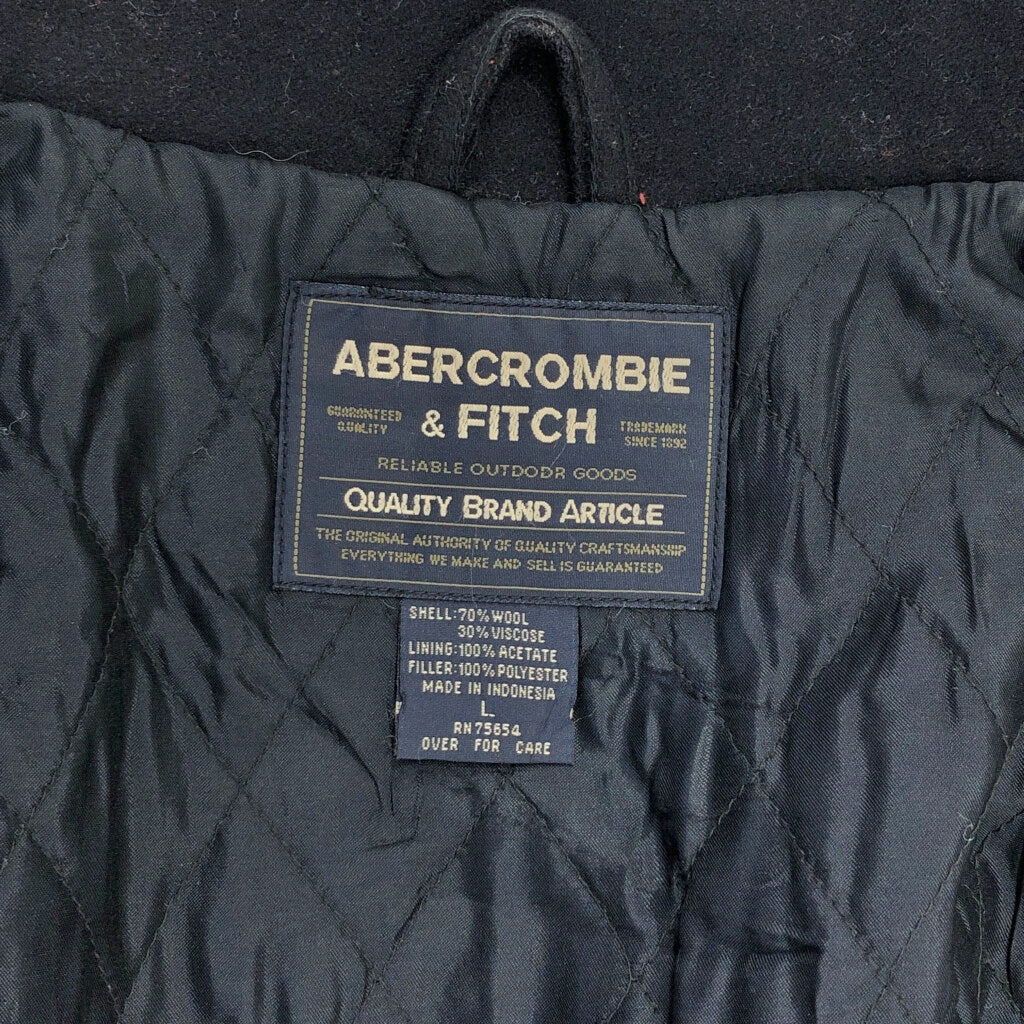 ABERCROMBIE
GUARANTEED
QUALITY
& FITCH
TRADEMARK
SINCE 1892
RELIABLE OUTDOOR GOODS
QUALITY BRAND ARTICLE
THE ORIGINAL AUTHORITY OF QUALITY CRAFTSMANSHIP
EVERYTHING WE MAKE AND SELL IS GUARANTEED
SHELL:70% WOOL
30% VISCOSE
LINING:100% ACETATE
FILLER:100% POLYESTER
MADE IN INDONESIA
L
RN75654
OVER FOR CARE